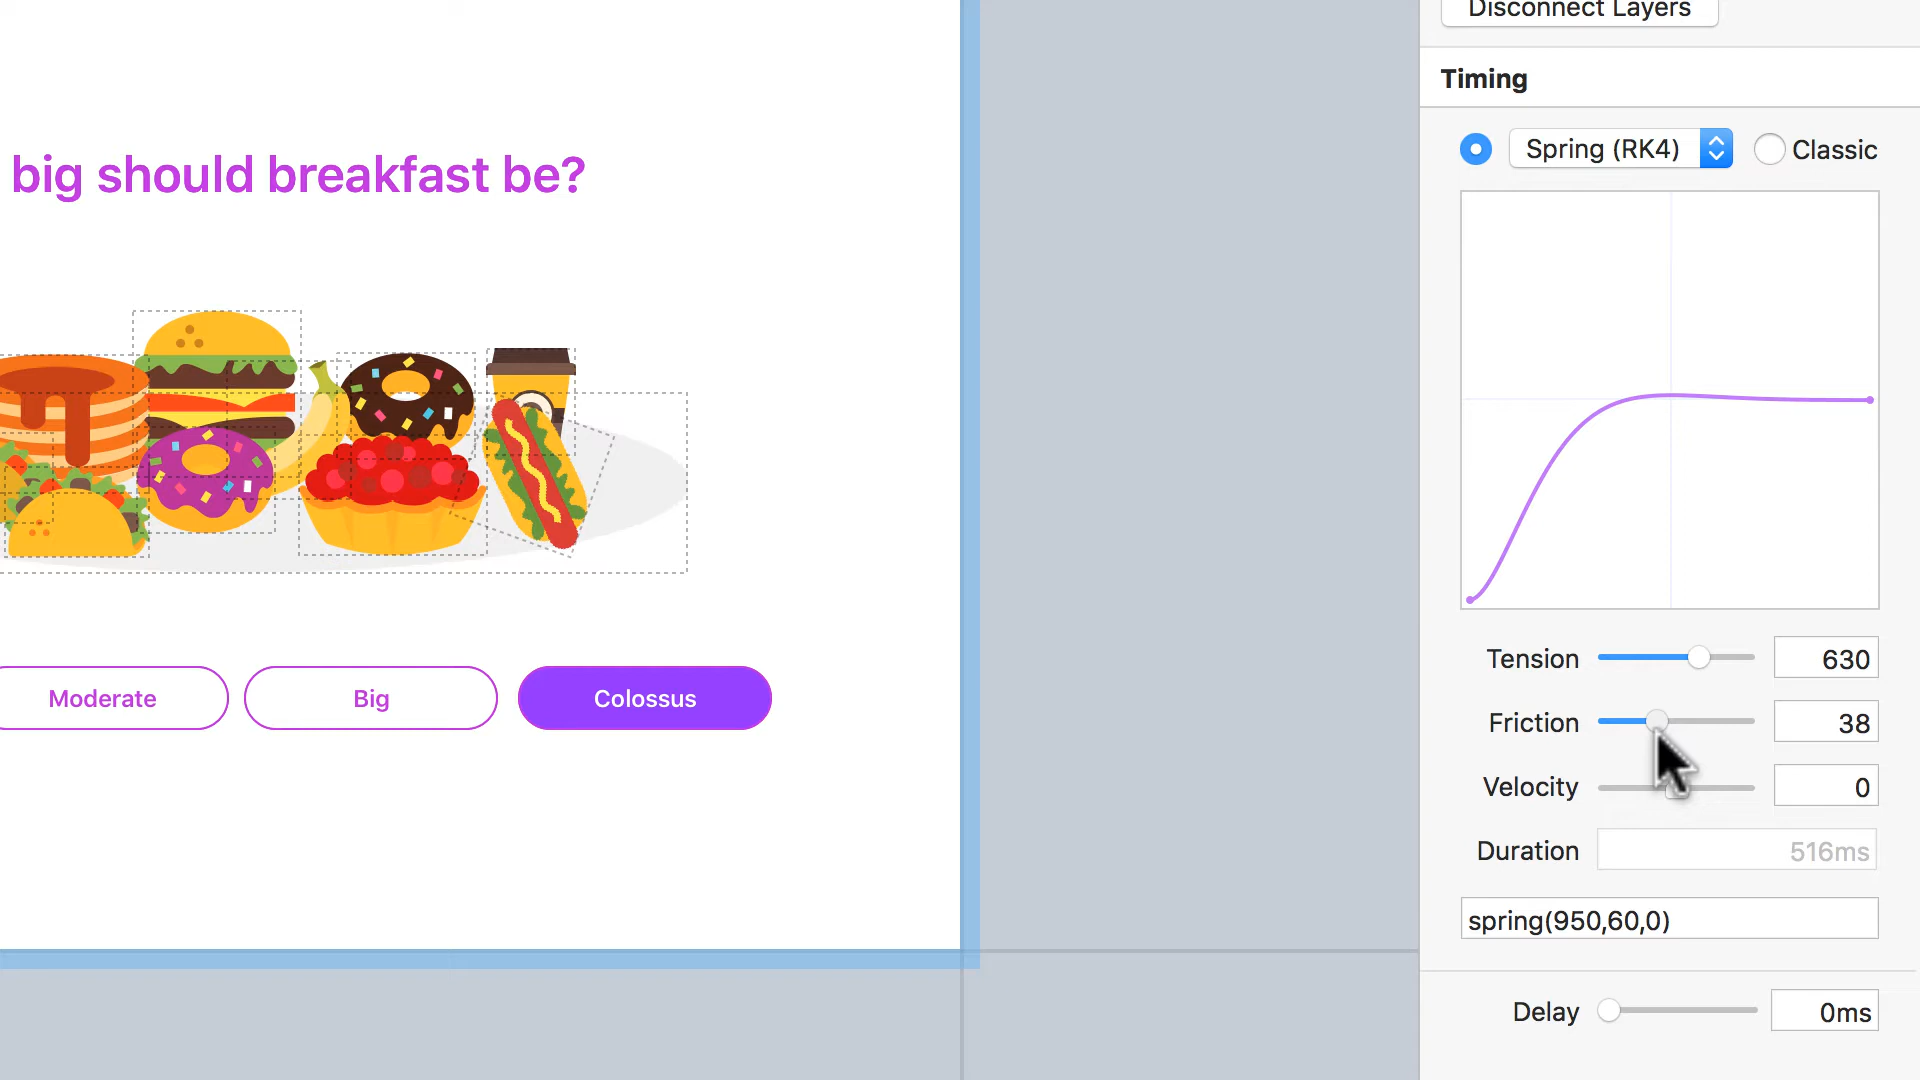 Disconnect Layers
Timing
Spring (RK4)
Classic
big should breakfast be?
Tension
630
Friction
38
Moderate
Big
Colossus
Velocity
0
Duration
516ms
spring(950,60,0)
Delay
0ms